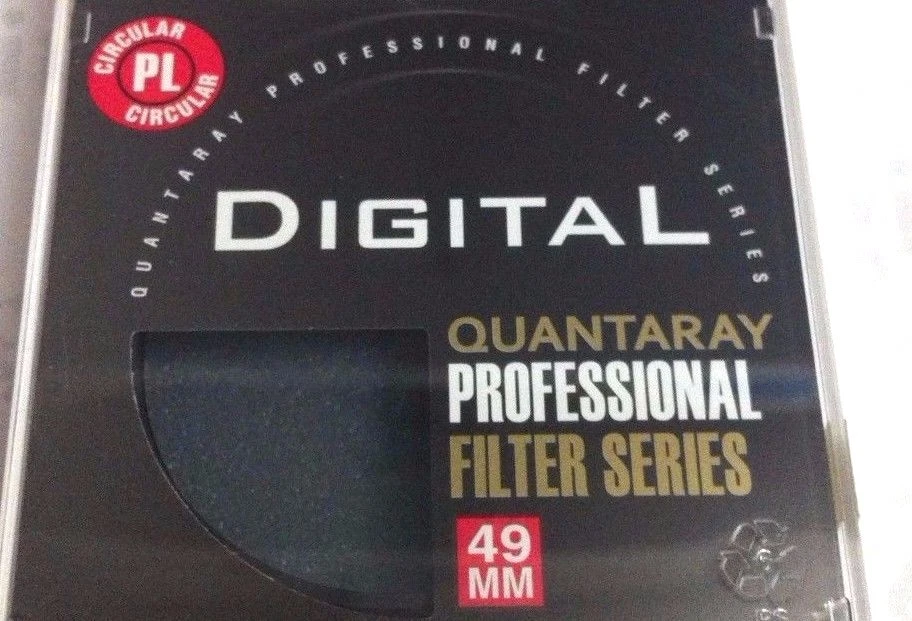 CIRCULAR
PL
CIRCULAR
QUANTARAY PROFESSIONAL FILTER SERIES
DIGITAL
QUANTARAY
PROFESSIONAL
FILTER SERIES
49
MM